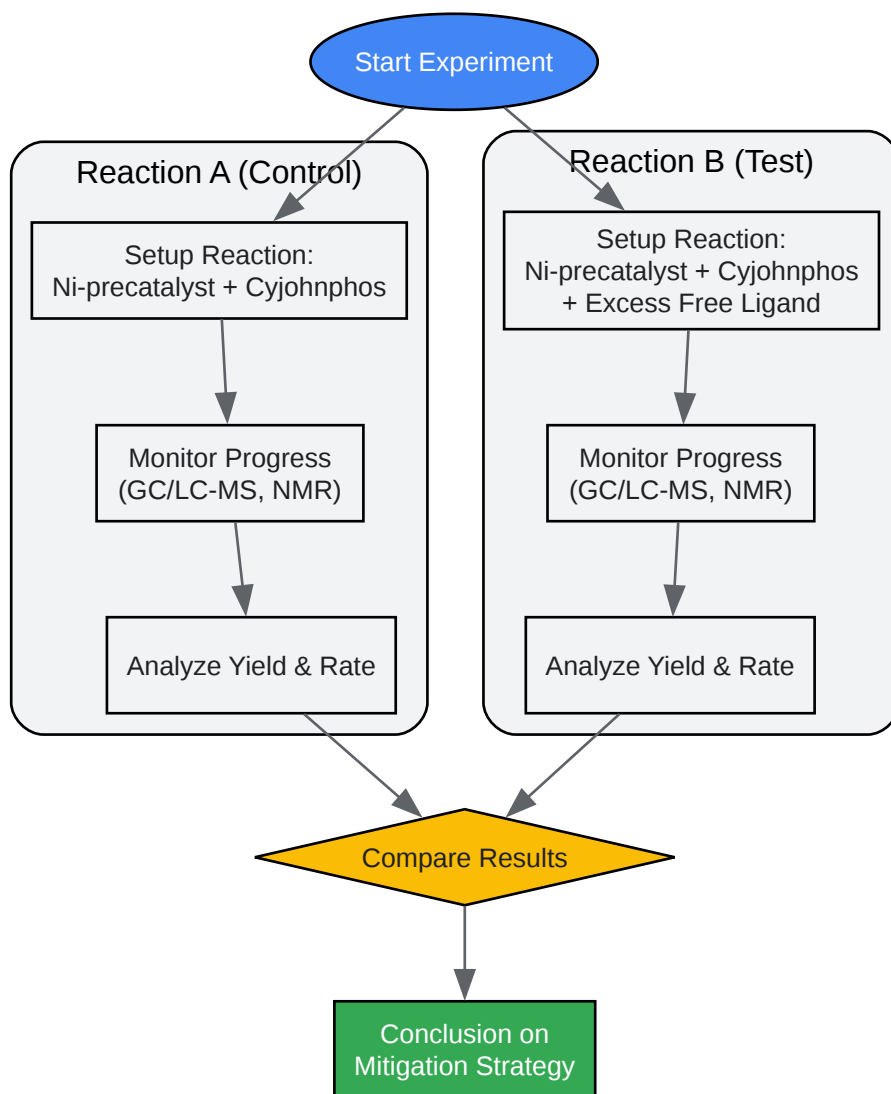 Start Experiment
Reaction A (Control)
Setup Reaction:
Ni-precatalyst + Cyjohnphos
Monitor Progress
(GC/LC-MS, NMR)
Analyze Yield & Rate
Reaction B (Test)
Setup Reaction:
Ni-precatalyst + Cyjohnphos
+ Excess Free Ligand
Monitor Progress
(GC/LC-MS, NMR)
Analyze Yield & Rate
Compare Results
Conclusion on
Mitigation Strategy